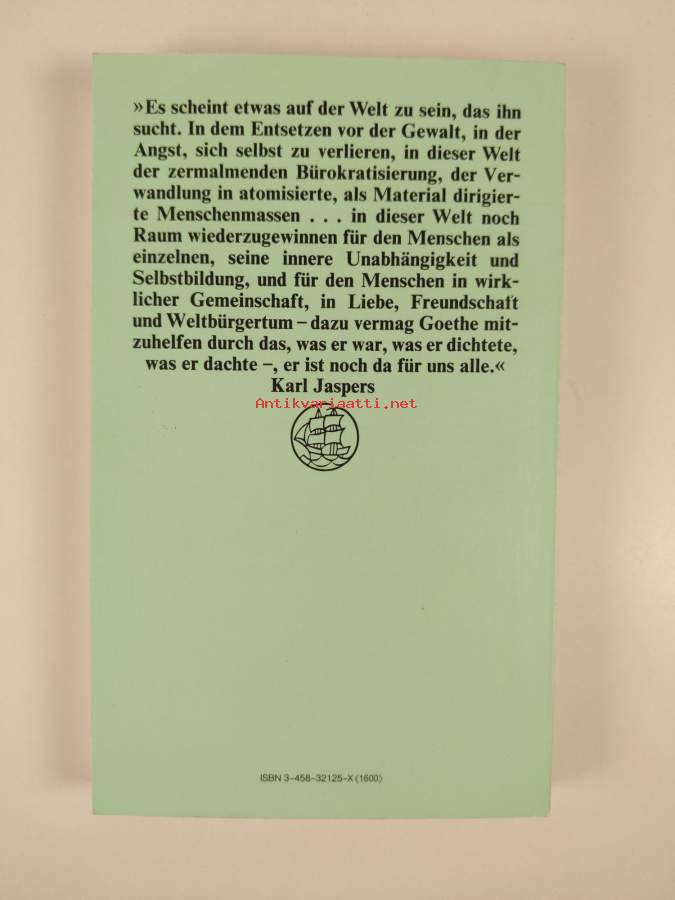 »Es scheint etwas auf der Welt zu sein, das ihn
sucht. In dem Entsetzen vor der Gewalt, in der
Angst, sich selbst zu verlieren, in dieser Welt
der zermalmenden Bürokratisierung, der Ver-
wandlung in atomisierte, als Material dirigier-
te Menschenmassen . . . in dieser Welt noch
Raum wiederzugewinnen für den Menschen als
einzelnen, seine innere Unabhängigkeit und
Selbstbildung, und für den Menschen in wirk-
licher Gemeinschaft, in Liebe, Freundschaft
und Weltbürgertum – dazu vermag Goethe mit-
zuhelfen durch das, was er war, was er dichtete,
was er dachte –, er ist noch da für uns alle.«
Karl Jaspers
Antikvariaatti.net
ISBN 3-458-32125-X ⟨1600⟩